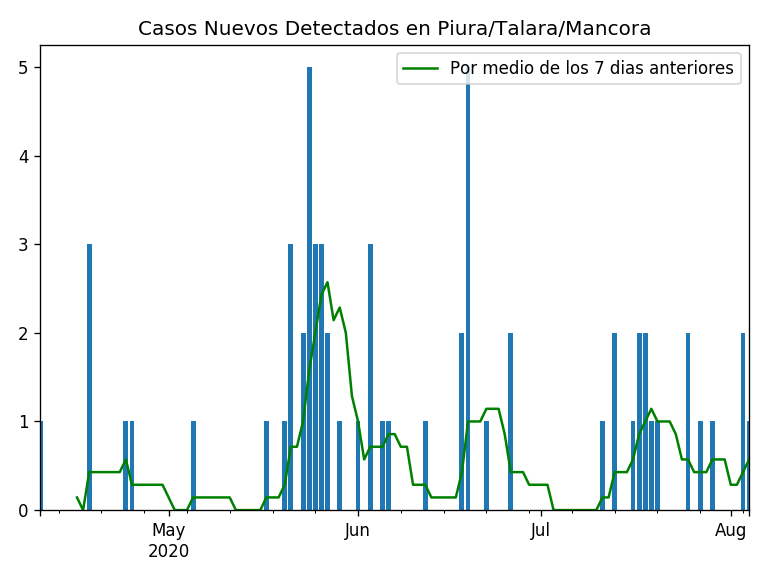 Casos Nuevos Detectados en Piura/Talara/Mancora
Por medio de los 7 dias anteriores
5
4
3
2
1
0
May
2020
Jun
Jul
Aug